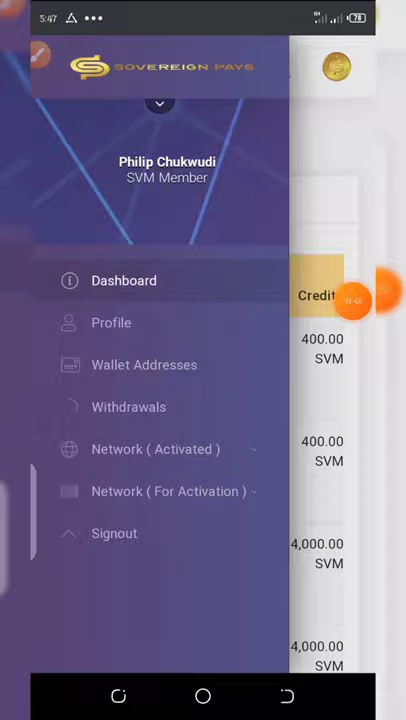 5:47
78
SOVEREIGN PAYS
Philip Chukwudi
SVM Member
Dashboard
Profile
Wallet Addresses
Withdrawals
Network ( Activated )
Network ( For Activation )
Signout
Credit
400.00
SVM
400.00
SVM
4,000.00
SVM
4,000.00
SVM